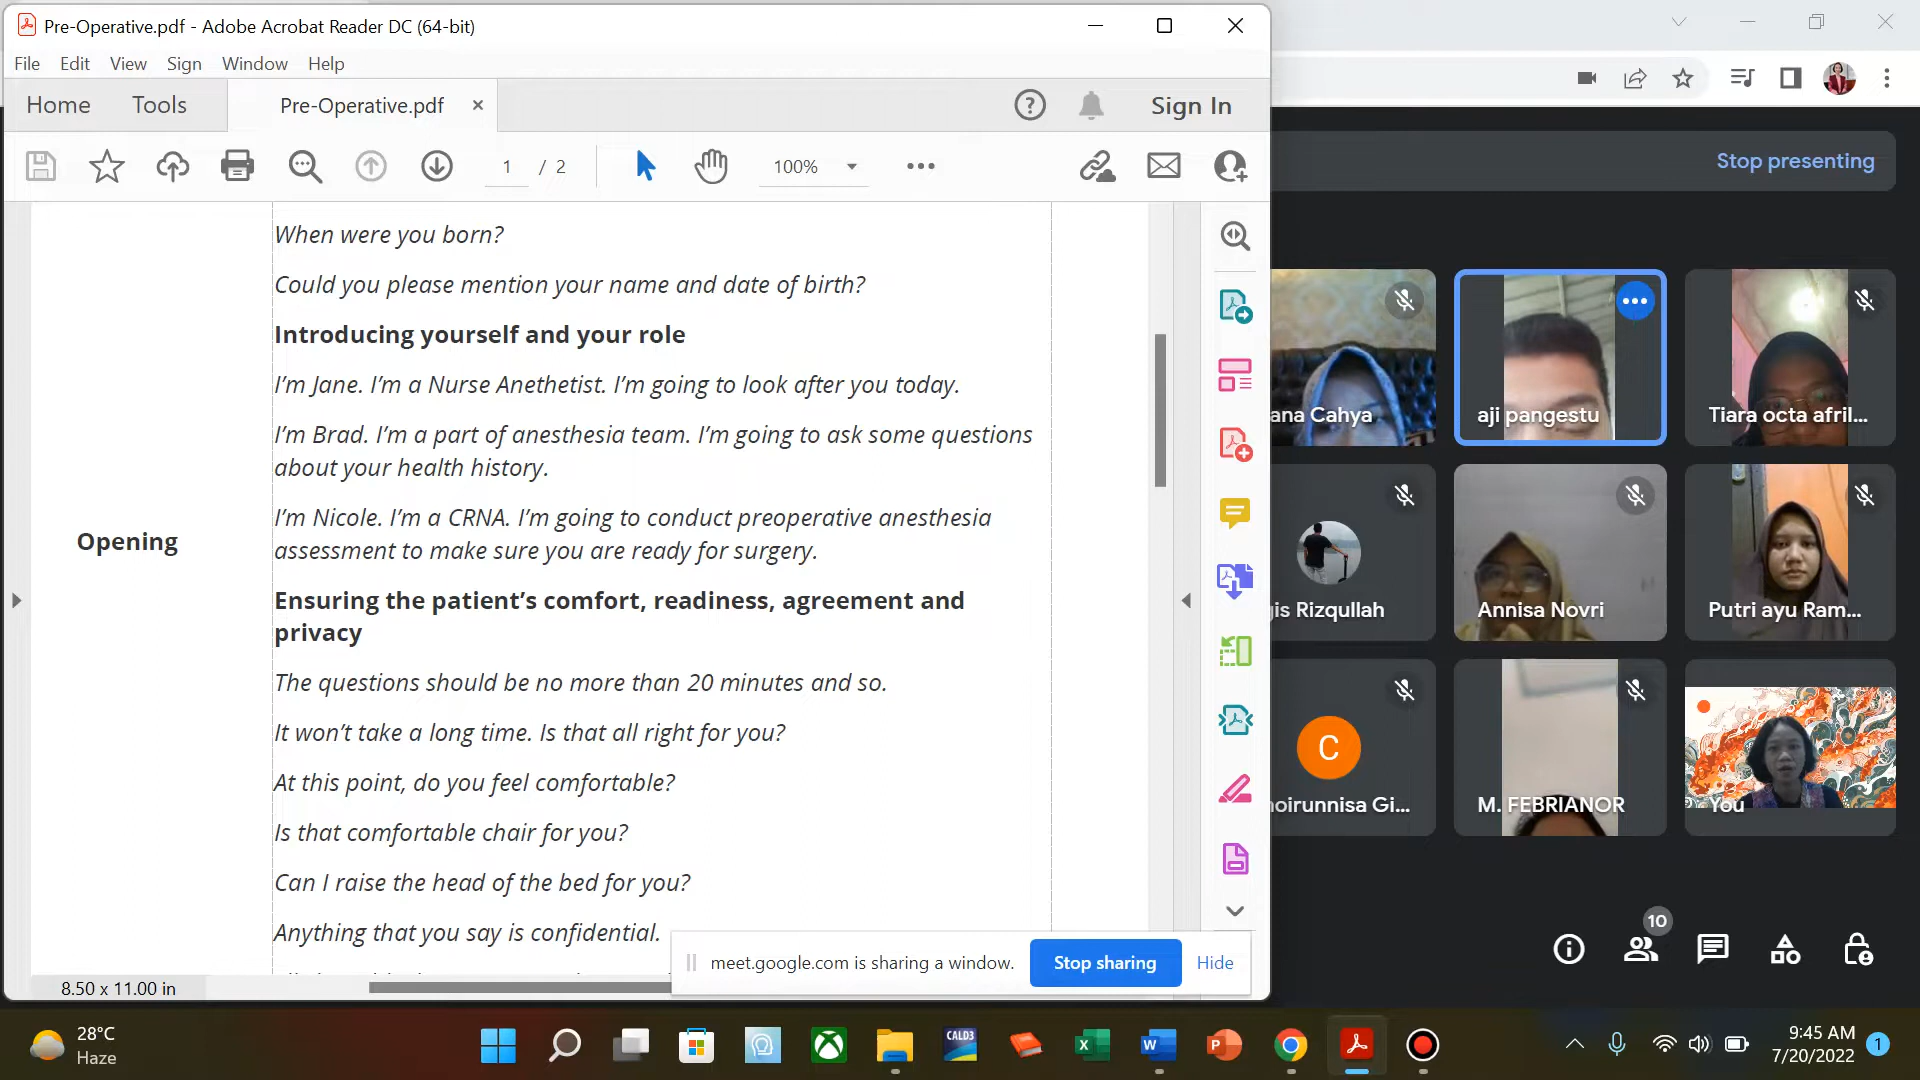 Pre-Operative.pdf - Adobe Acrobat Reader DC (64-bit)
File Edit View Sign Window Help
Home Tools Pre-Operative.pdf Sign In
1 / 2 100%
When were you born?
Could you please mention your name and date of birth?
Introducing yourself and your role
I'm Jane. I'm a Nurse Anethetist. I'm going to look after you today.
I'm Brad. I'm a part of anesthesia team. I'm going to ask some questions
about your health history.
I'm Nicole. I'm a CRNA. I'm going to conduct preoperative anesthesia
assessment to make sure you are ready for surgery.
Opening
Ensuring the patient's comfort, readiness, agreement and
privacy
The questions should be no more than 20 minutes and so.
It won't take a long time. Is that all right for you?
At this point, do you feel comfortable?
Is that comfortable chair for you?
Can I raise the head of the bed for you?
Anything that you say is confidential.
8.50 x 11.00 in
meet.google.com is sharing a window. Stop sharing Hide
Stop presenting
ana Cahya
aji pangestu
Tiara octa afril...
is Rizqullah
Annisa Novri
Putri ayu Ram...
C
oirunnisa Gi...
M. FEBRIANOR
You
10
28°C
Haze
CALD3
9:45 AM
7/20/2022
1